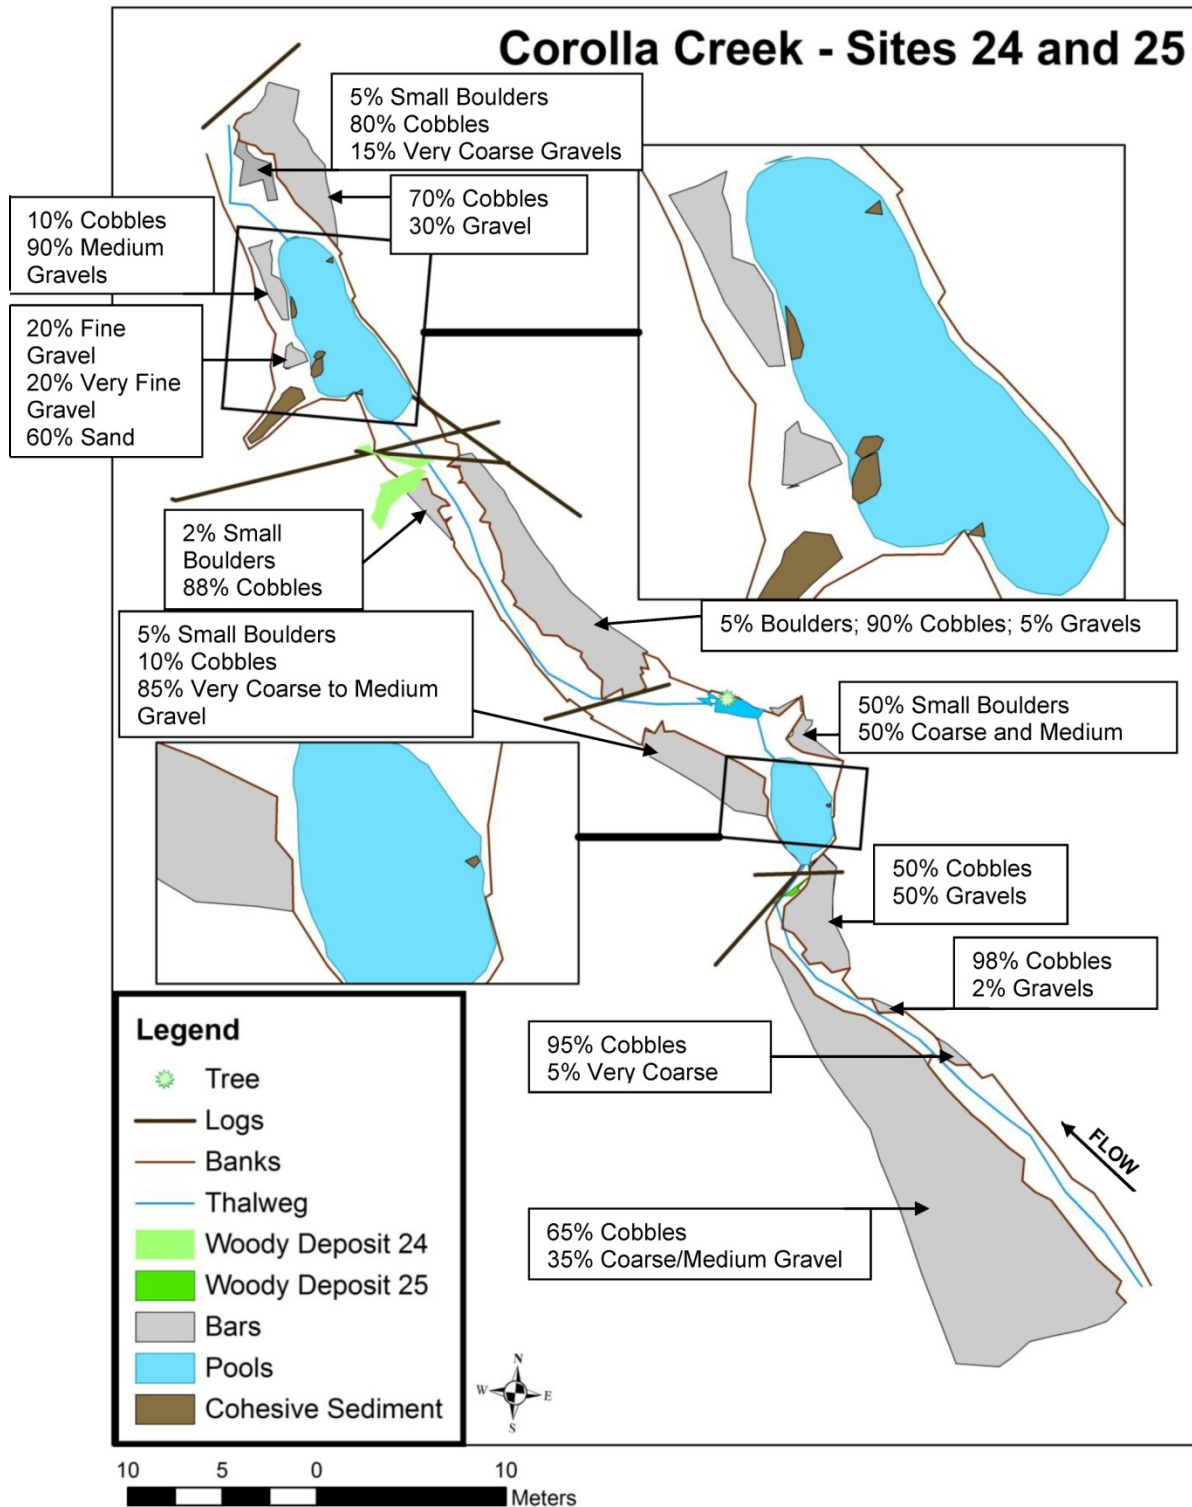 Corolla Creek - Sites 24 and 25
5% Small Boulders
80% Cobbles
15% Very Coarse Gravels
70% Cobbles
30% Gravel
10% Cobbles
90% Medium
Gravels
20% Fine
Gravel
20% Very Fine
Gravel
60% Sand
2% Small
Boulders
88% Cobbles
5% Boulders; 90% Cobbles; 5% Gravels
5% Small Boulders
10% Cobbles
85% Very Coarse to Medium
Gravel
50% Small Boulders
50% Coarse and Medium
50% Cobbles
50% Gravels
98% Cobbles
2% Gravels
95% Cobbles
5% Very Coarse
FLOW
65% Cobbles
35% Coarse/Medium Gravel
Legend
Tree
Logs
Banks
Thalweg
Woody Deposit 24
Woody Deposit 25
Bars
Pools
Cohesive Sediment
N
W E
S
10 5 0 10
Meters